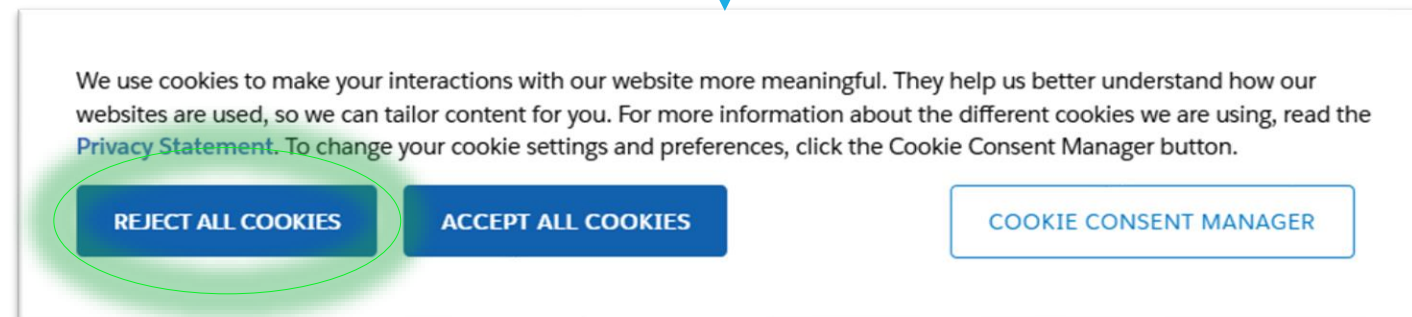 We use cookies to make your interactions with our website more meaningful. They help us better understand how our
websites are used, so we can tailor content for you. For more information about the different cookies we are using, read the
Privacy Statement. To change your cookie settings and preferences, click the Cookie Consent Manager button.
REJECT ALL COOKIES
ACCEPT ALL COOKIES
COOKIE CONSENT MANAGER